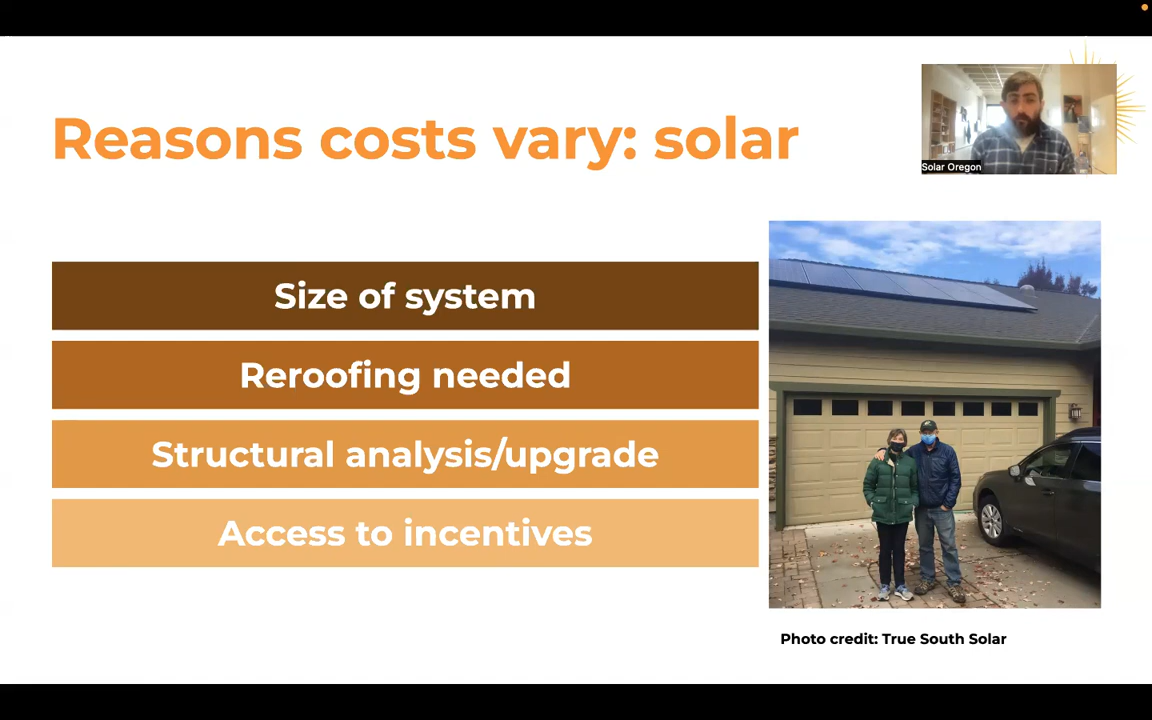 Reasons costs vary: solar
Solar Oregon
Size of system
Reroofing needed
Structural analysis/upgrade
Access to incentives
Photo credit: True South Solar